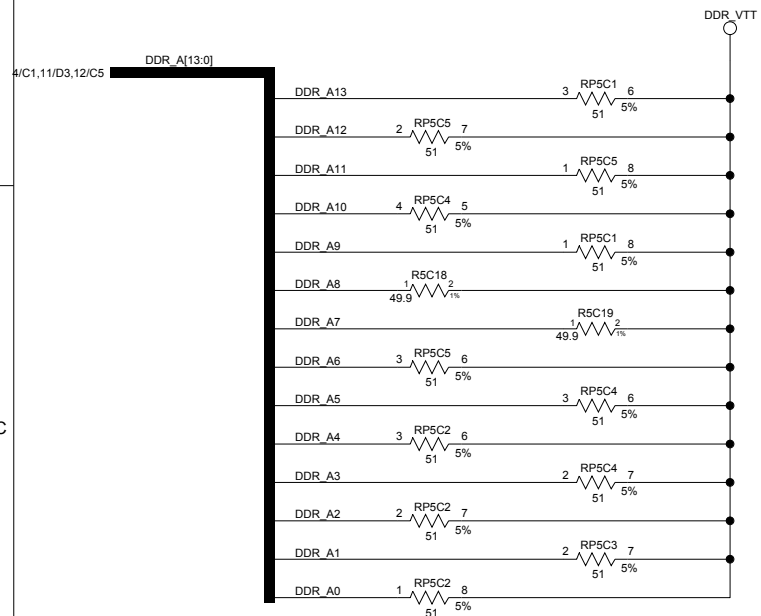 DDR_VTT
DDR_A[13:0]
4/C1,11/D3,12/C5
DDR_A13 3 RP5C1 6
51 5%
DDR_A12 2 RP5C5 7
51 5%
DDR_A11 1 RP5C5 8
51 5%
DDR_A10 4 RP5C4 5
51 5%
DDR_A9 1 RP5C1 8
51 5%
DDR_A8 1 R5C18 2
49.9 1%
DDR_A7 1 R5C19 2
49.9 1%
DDR_A6 3 RP5C5 6
51 5%
DDR_A5 3 RP5C4 6
51 5%
C
DDR_A4 3 RP5C2 6
51 5%
DDR_A3 2 RP5C4 7
51 5%
DDR_A2 2 RP5C2 7
51 5%
DDR_A1 2 RP5C3 7
51 5%
DDR_A0 1 RP5C2 8
51 5%